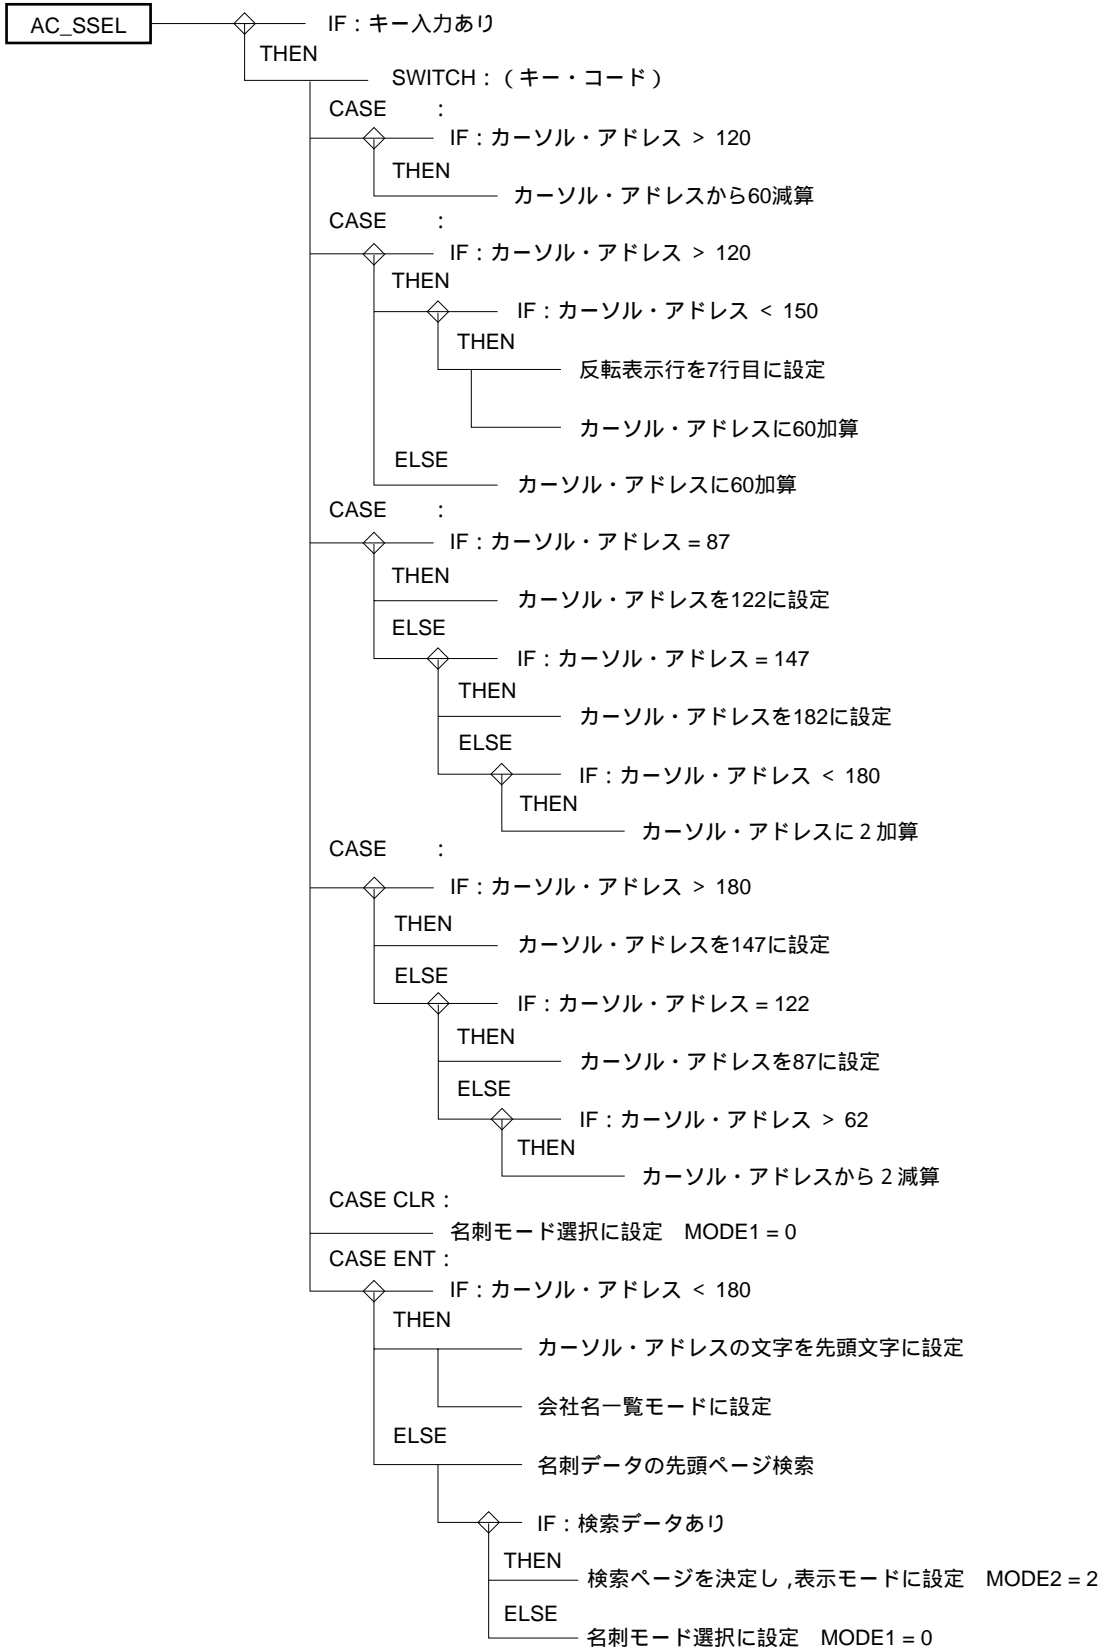 AC_SSEL
IF：キー入力あり
THEN
SWITCH：（キー・コード）
CASE ：
IF：カーソル・アドレス > 120
THEN
カーソル・アドレスから60減算
CASE ：
IF：カーソル・アドレス > 120
THEN
IF：カーソル・アドレス < 150
THEN
反転表示行を7行目に設定
カーソル・アドレスに60加算
ELSE
カーソル・アドレスに60加算
CASE ：
IF：カーソル・アドレス = 87
THEN
カーソル・アドレスを122に設定
ELSE
IF：カーソル・アドレス = 147
THEN
カーソル・アドレスを182に設定
ELSE
IF：カーソル・アドレス < 180
THEN
カーソル・アドレスに２加算
CASE ：
IF：カーソル・アドレス > 180
THEN
カーソル・アドレスを147に設定
ELSE
IF：カーソル・アドレス = 122
THEN
カーソル・アドレスを87に設定
ELSE
IF：カーソル・アドレス > 62
THEN
カーソル・アドレスから２減算
CASE CLR：
名刺モード選択に設定　MODE1 = 0
CASE ENT：
IF：カーソル・アドレス < 180
THEN
カーソル・アドレスの文字を先頭文字に設定
会社名一覧モードに設定
ELSE
名刺データの先頭ページ検索
IF：検索データあり
THEN
検索ページを決定し，表示モードに設定　MODE2 = 2
ELSE
名刺モード選択に設定　MODE1 = 0